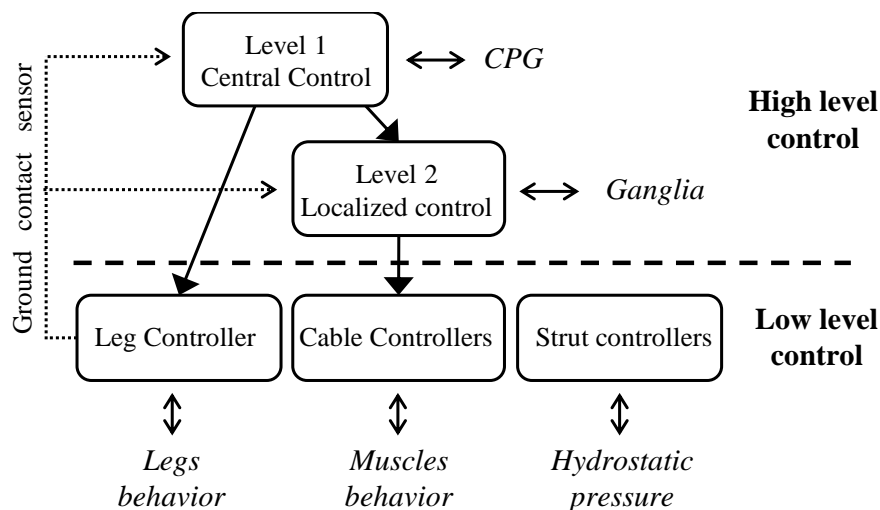 Level 1
Central Control
CPG
High level
control
Level 2
Localized control
Ganglia
Ground contact sensor
Leg Controller
Cable Controllers
Strut controllers
Low level
control
Legs
behavior
Muscles
behavior
Hydrostatic
pressure